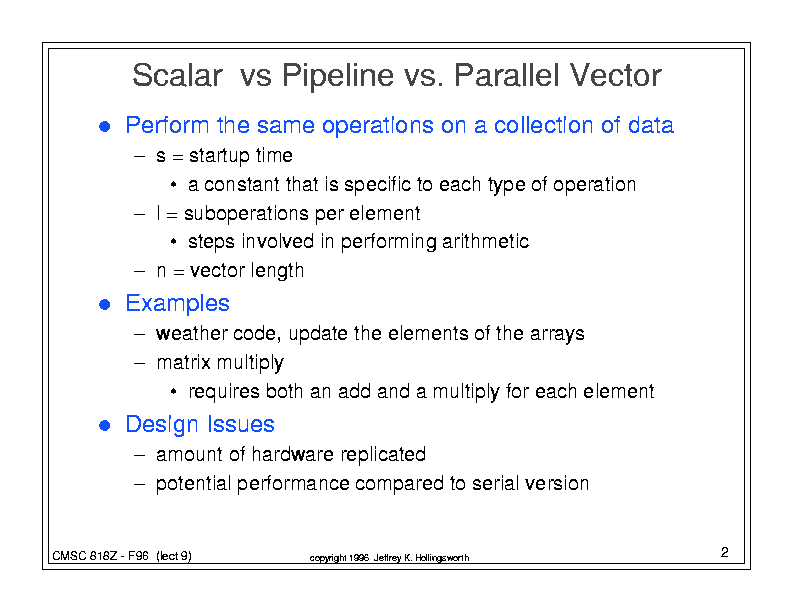 Scalar vs Pipeline vs. Parallel Vector
● Perform the same operations on a collection of data
– s = startup time
• a constant that is specific to each type of operation
– l = suboperations per element
• steps involved in performing arithmetic
– n = vector length
● Examples
– weather code, update the elements of the arrays
– matrix multiply
• requires both an add and a multiply for each element
● Design Issues
– amount of hardware replicated
– potential performance compared to serial version
CMSC 818Z - F96 (lect 9)
copyright 1996 Jeffrey K. Hollingsworth
2